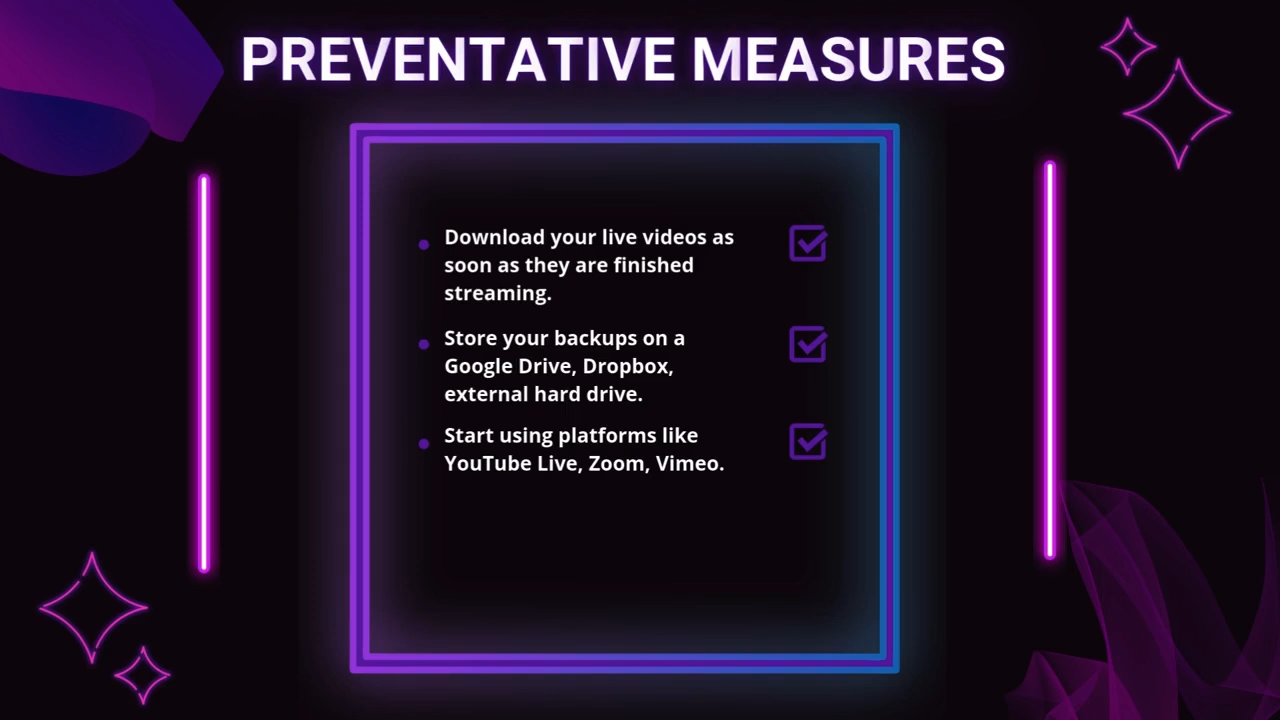 PREVENTATIVE MEASURES
Download your live videos as
soon as they are finished
streaming.
Store your backups on a
Google Drive, Dropbox,
external hard drive.
Start using platforms like
YouTube Live, Zoom, Vimeo.